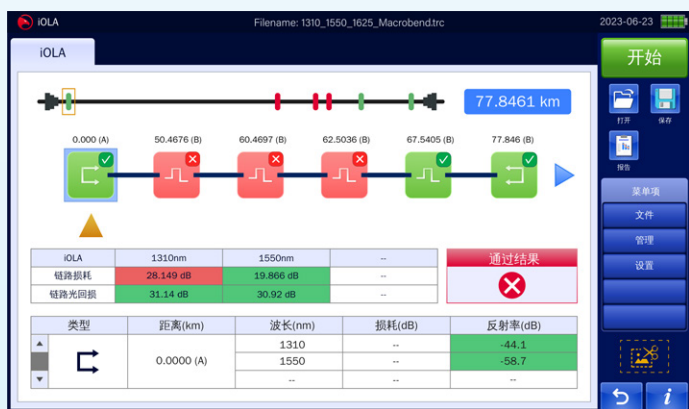 iOLA
Filename: 1310_1550_1625_Macrobend.trc
2023-06-23
iOLA
77.8461 km
0.000 (A) 50.4676 (B) 60.4697 (B) 62.5036 (B) 67.5405 (B) 77.846 (B)
iOLA 1310nm 1550nm --
链路损耗 28.149 dB 19.866 dB --
链路光回损 31.14 dB 30.92 dB --
通过结果
类型 距离(km) 波长(nm) 损耗(dB) 反射率(dB)
0.0000 (A)
1310 -- -44.1
1550 -- -58.7
-- -- --
开始
打开 保存
报告
菜单项
文件
管理
设置
i